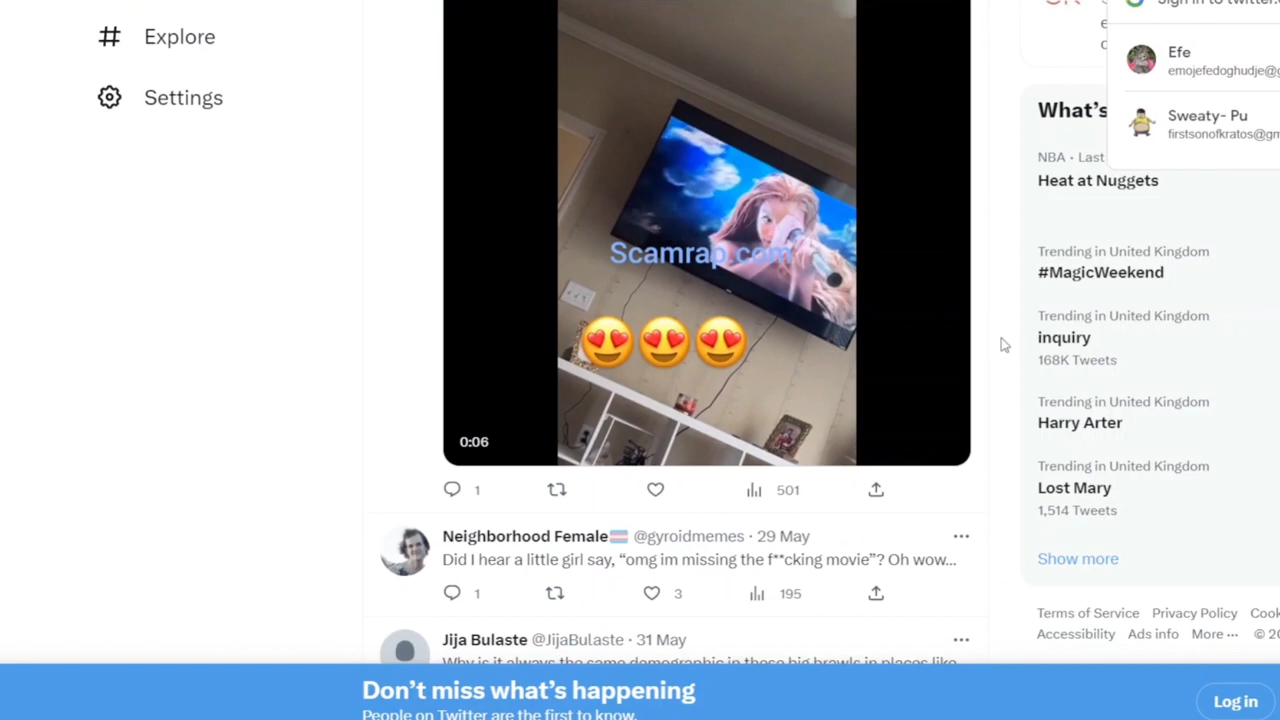 Explore
Settings
Scamrap.com
0:06
1
501
Neighborhood Female @gyroidmemes · 29 May
Did I hear a little girl say, “omg im missing the f**cking movie”? Oh wow...
1
3
195
Jija Bulaste @JijaBulaste · 31 May
Why is it always the same demographic in these big brawls in places like
Don’t miss what’s happening
People on Twitter are the first to know.
Log in
Sign in to twitter.c
Efe
emojefedoghudje@g
Sweaty- Pu
firstsonofkratos@gm
What’s
NBA · Last
Heat at Nuggets
Trending in United Kingdom
#MagicWeekend
Trending in United Kingdom
inquiry
168K Tweets
Trending in United Kingdom
Harry Arter
Trending in United Kingdom
Lost Mary
1,514 Tweets
Show more
Terms of Service Privacy Policy Cook
Accessibility Ads info More ··· © 20